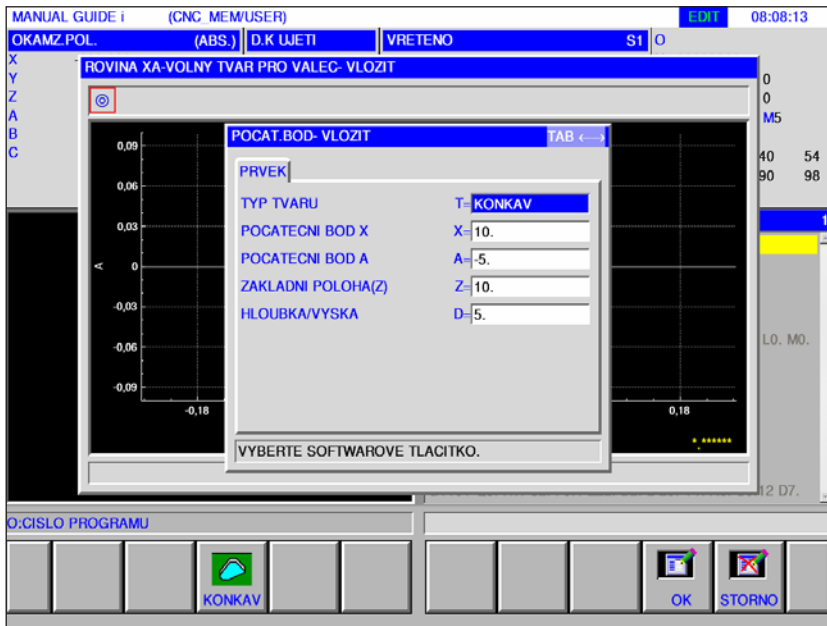 MANUAL GUIDE i (CNC_MEM/USER) EDIT 08:08:13
OKAMZ.POL. (ABS.) D.K UJETI VRETENO S1 O
X
Y
Z
A
B
C
0
0
M5
40 54
90 98
1
ROVINA XA-VOLNY TVAR PRO VALEC- VLOZIT
0,09
0,06
0,03
A 0
-0,03
-0,06
-0,09
-0,18 0,18
*.******
POCAT.BOD- VLOZIT TAB ←→
PRVEK
TYP TVARU T= KONKAV
POCATECNI BOD X X= 10.
POCATECNI BOD A A= -5.
ZAKLADNI POLOHA(Z) Z= 10.
HLOUBKA/VYSKA D= 5.
VYBERTE SOFTWAROVE TLACITKO.
L0. M0.
12 D7.
O:CISLO PROGRAMU
KONKAV OK STORNO